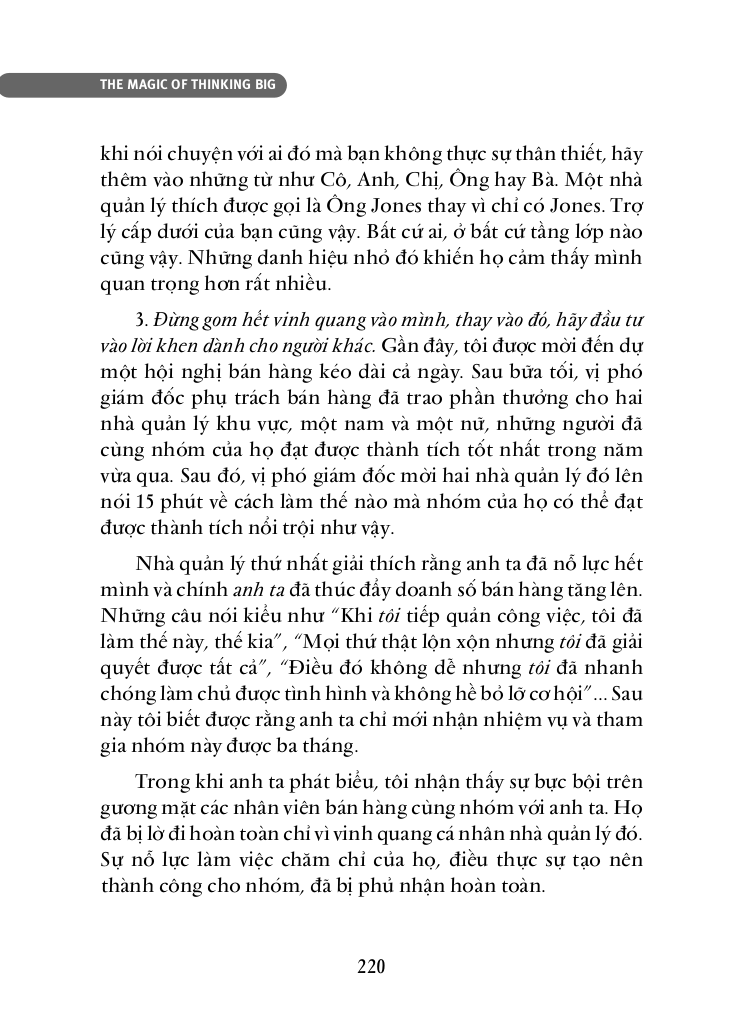 THE MAGIC OF THINKING BIG
khi nói chuyện với ai đó mà bạn không thực sự thân thiết, hãy
thêm vào những từ như Cô, Anh, Chị, Ông hay Bà. Một nhà
quản lý thích được gọi là Ông Jones thay vì chỉ có Jones. Trợ
lý cấp dưới của bạn cũng vậy. Bất cứ ai, ở bất cứ tầng lớp nào
cũng vậy. Những danh hiệu nhỏ đó khiến họ cảm thấy mình
quan trọng hơn rất nhiều.
3. Đừng gom hết vinh quang vào mình, thay vào đó, hãy đầu tư
vào lời khen dành cho người khác. Gần đây, tôi được mời đến dự
một hội nghị bán hàng kéo dài cả ngày. Sau bữa tối, vị phó
giám đốc phụ trách bán hàng đã trao phần thưởng cho hai
nhà quản lý khu vực, một nam và một nữ, những người đã
cùng nhóm của họ đạt được thành tích tốt nhất trong năm
vừa qua. Sau đó, vị phó giám đốc mời hai nhà quản lý đó lên
nói 15 phút về cách làm thế nào mà nhóm của họ có thể đạt
được thành tích nổi trội như vậy.
Nhà quản lý thứ nhất giải thích rằng anh ta đã nỗ lực hết
mình và chính anh ta đã thúc đẩy doanh số bán hàng tăng lên.
Những câu nói kiểu như “Khi tôi tiếp quản công việc, tôi đã
làm thế này, thế kia”, “Mọi thứ thật lộn xộn nhưng tôi đã giải
quyết được tất cả”, “Điều đó không dễ nhưng tôi đã nhanh
chóng làm chủ được tình hình và không hề bỏ lỡ cơ hội”... Sau
này tôi biết được rằng anh ta chỉ mới nhận nhiệm vụ và tham
gia nhóm này được ba tháng.
Trong khi anh ta phát biểu, tôi nhận thấy sự bực bội trên
gương mặt các nhân viên bán hàng cùng nhóm với anh ta. Họ
đã bị lờ đi hoàn toàn chỉ vì vinh quang cá nhân nhà quản lý đó.
Sự nỗ lực làm việc chăm chỉ của họ, điều thực sự tạo nên
thành công cho nhóm, đã bị phủ nhận hoàn toàn.
220